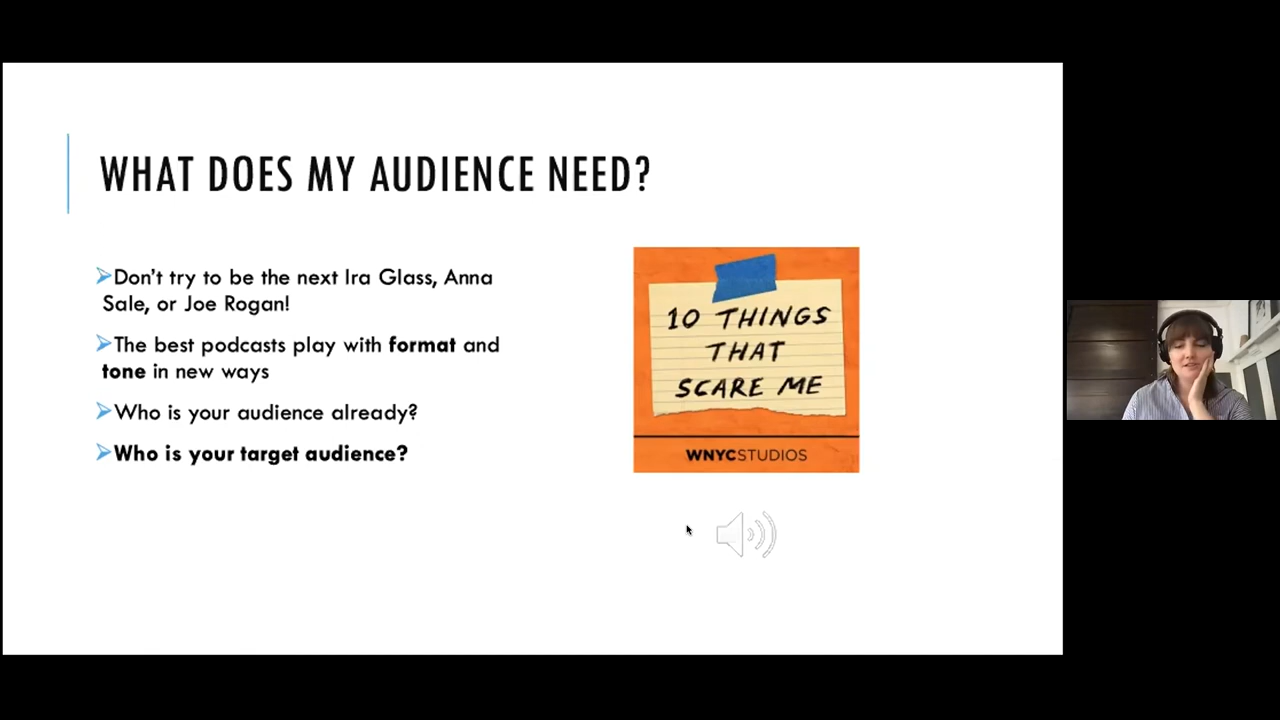 WHAT DOES MY AUDIENCE NEED?
Don't try to be the next Ira Glass, Anna
Sale, or Joe Rogan!
The best podcasts play with format and
tone in new ways
Who is your audience already?
Who is your target audience?
10 THINGS
THAT
SCARE ME
WNYCSTUDIOS